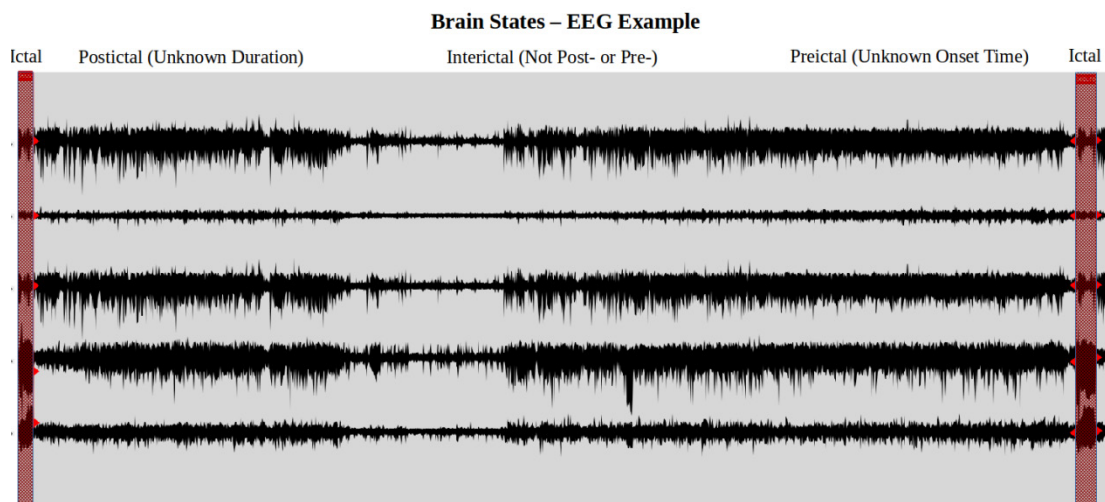 Brain States – EEG Example
Ictal Postictal (Unknown Duration) Interictal (Not Post- or Pre-) Preictal (Unknown Onset Time) Ictal